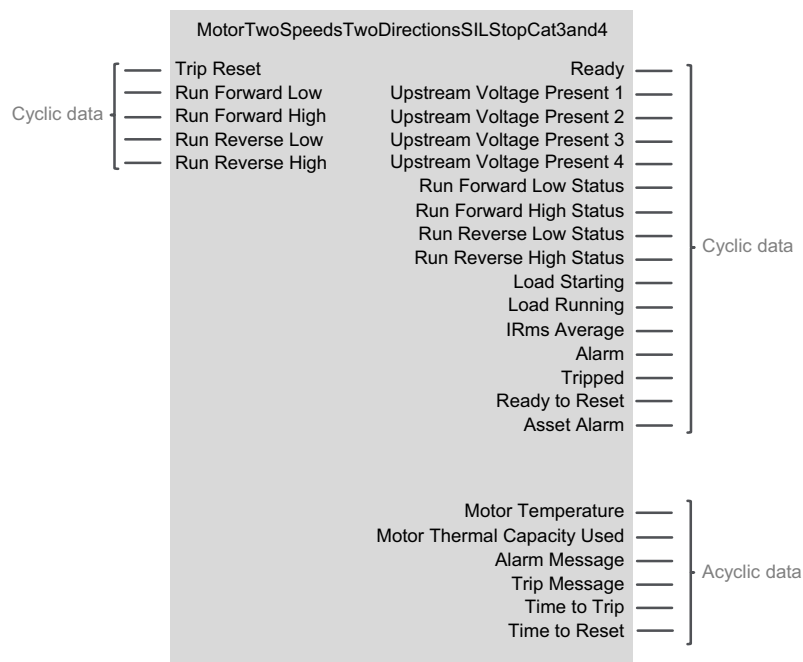 MotorTwoSpeedsTwoDirectionsSILStopCat3and4
Trip Reset
Run Forward Low
Run Forward High
Run Reverse Low
Run Reverse High
Cyclic data
Ready
Upstream Voltage Present 1
Upstream Voltage Present 2
Upstream Voltage Present 3
Upstream Voltage Present 4
Run Forward Low Status
Run Forward High Status
Run Reverse Low Status
Run Reverse High Status
Load Starting
Load Running
IRms Average
Alarm
Tripped
Ready to Reset
Asset Alarm
Cyclic data
Motor Temperature
Motor Thermal Capacity Used
Alarm Message
Trip Message
Time to Trip
Time to Reset
Acyclic data